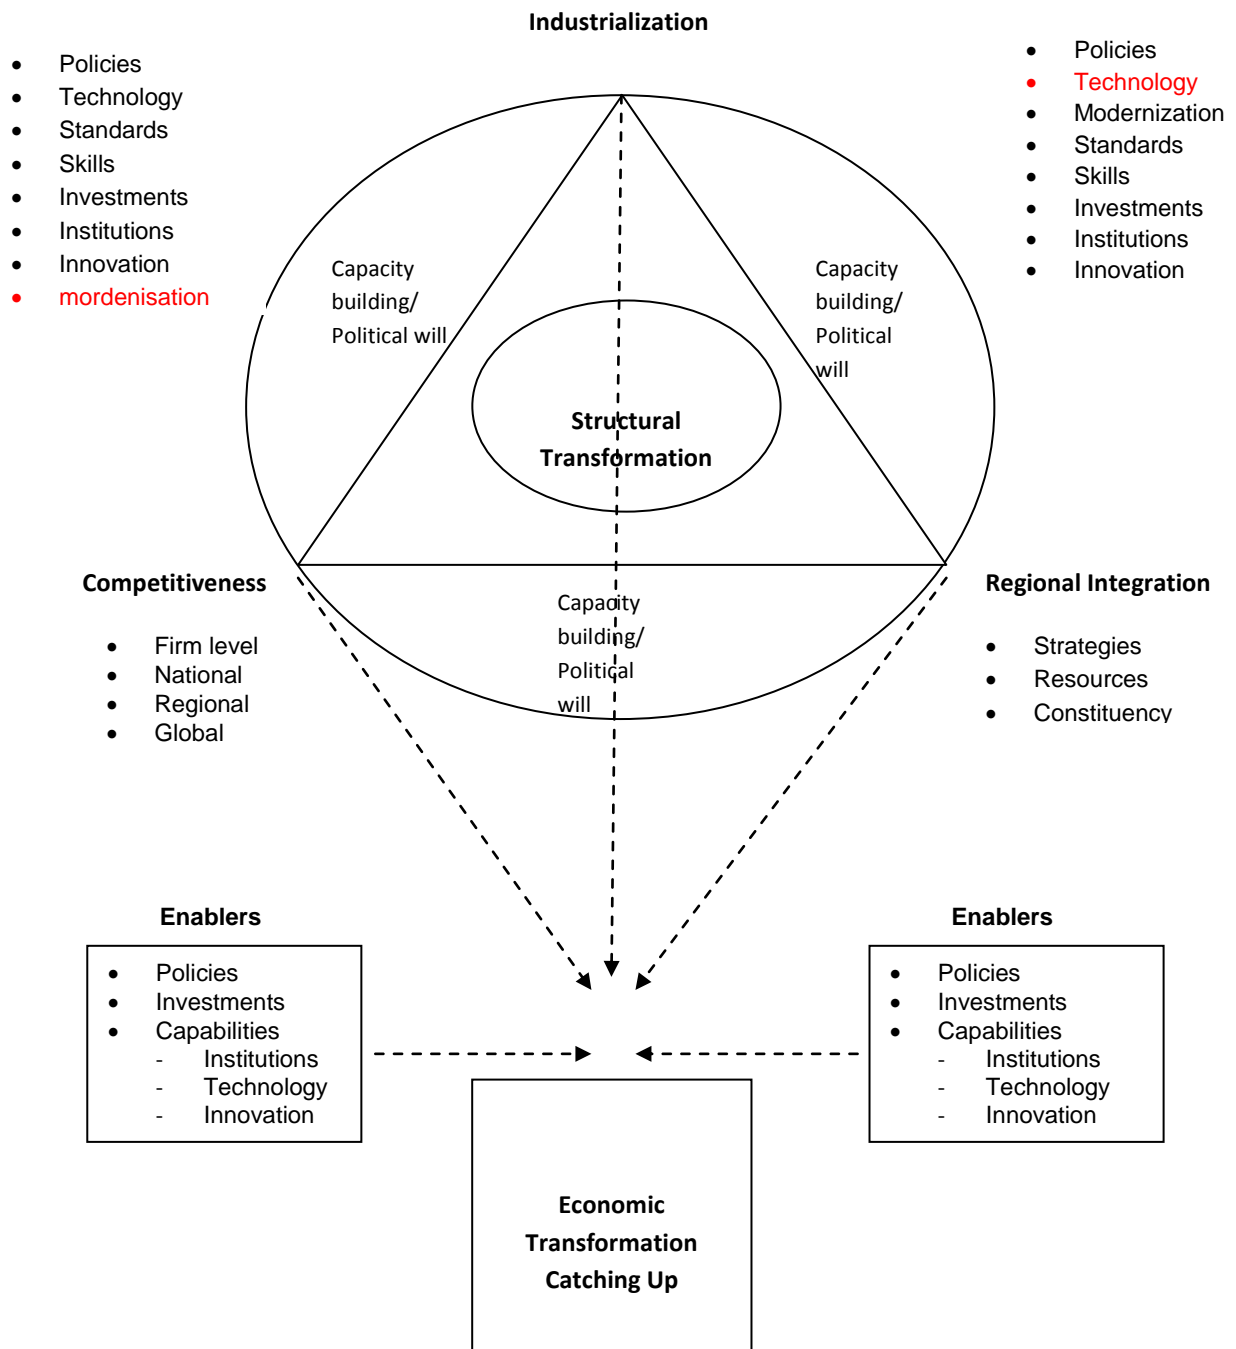 Industrialization
• Policies
• Technology
• Standards
• Skills
• Investments
• Institutions
• Innovation
• mordenisation
• Policies
• Technology
• Modernization
• Standards
• Skills
• Investments
• Institutions
• Innovation
Capacity
building/
Political will
Capacity
building/
Political
will
Structural
Transformation
Competitiveness
• Firm level
• National
• Regional
• Global
Capacity
building/
Political
will
Regional Integration
• Strategies
• Resources
• Constituency
Enablers
• Policies
• Investments
• Capabilities
- Institutions
- Technology
- Innovation
Enablers
• Policies
• Investments
• Capabilities
- Institutions
- Technology
- Innovation
Economic
Transformation
Catching Up